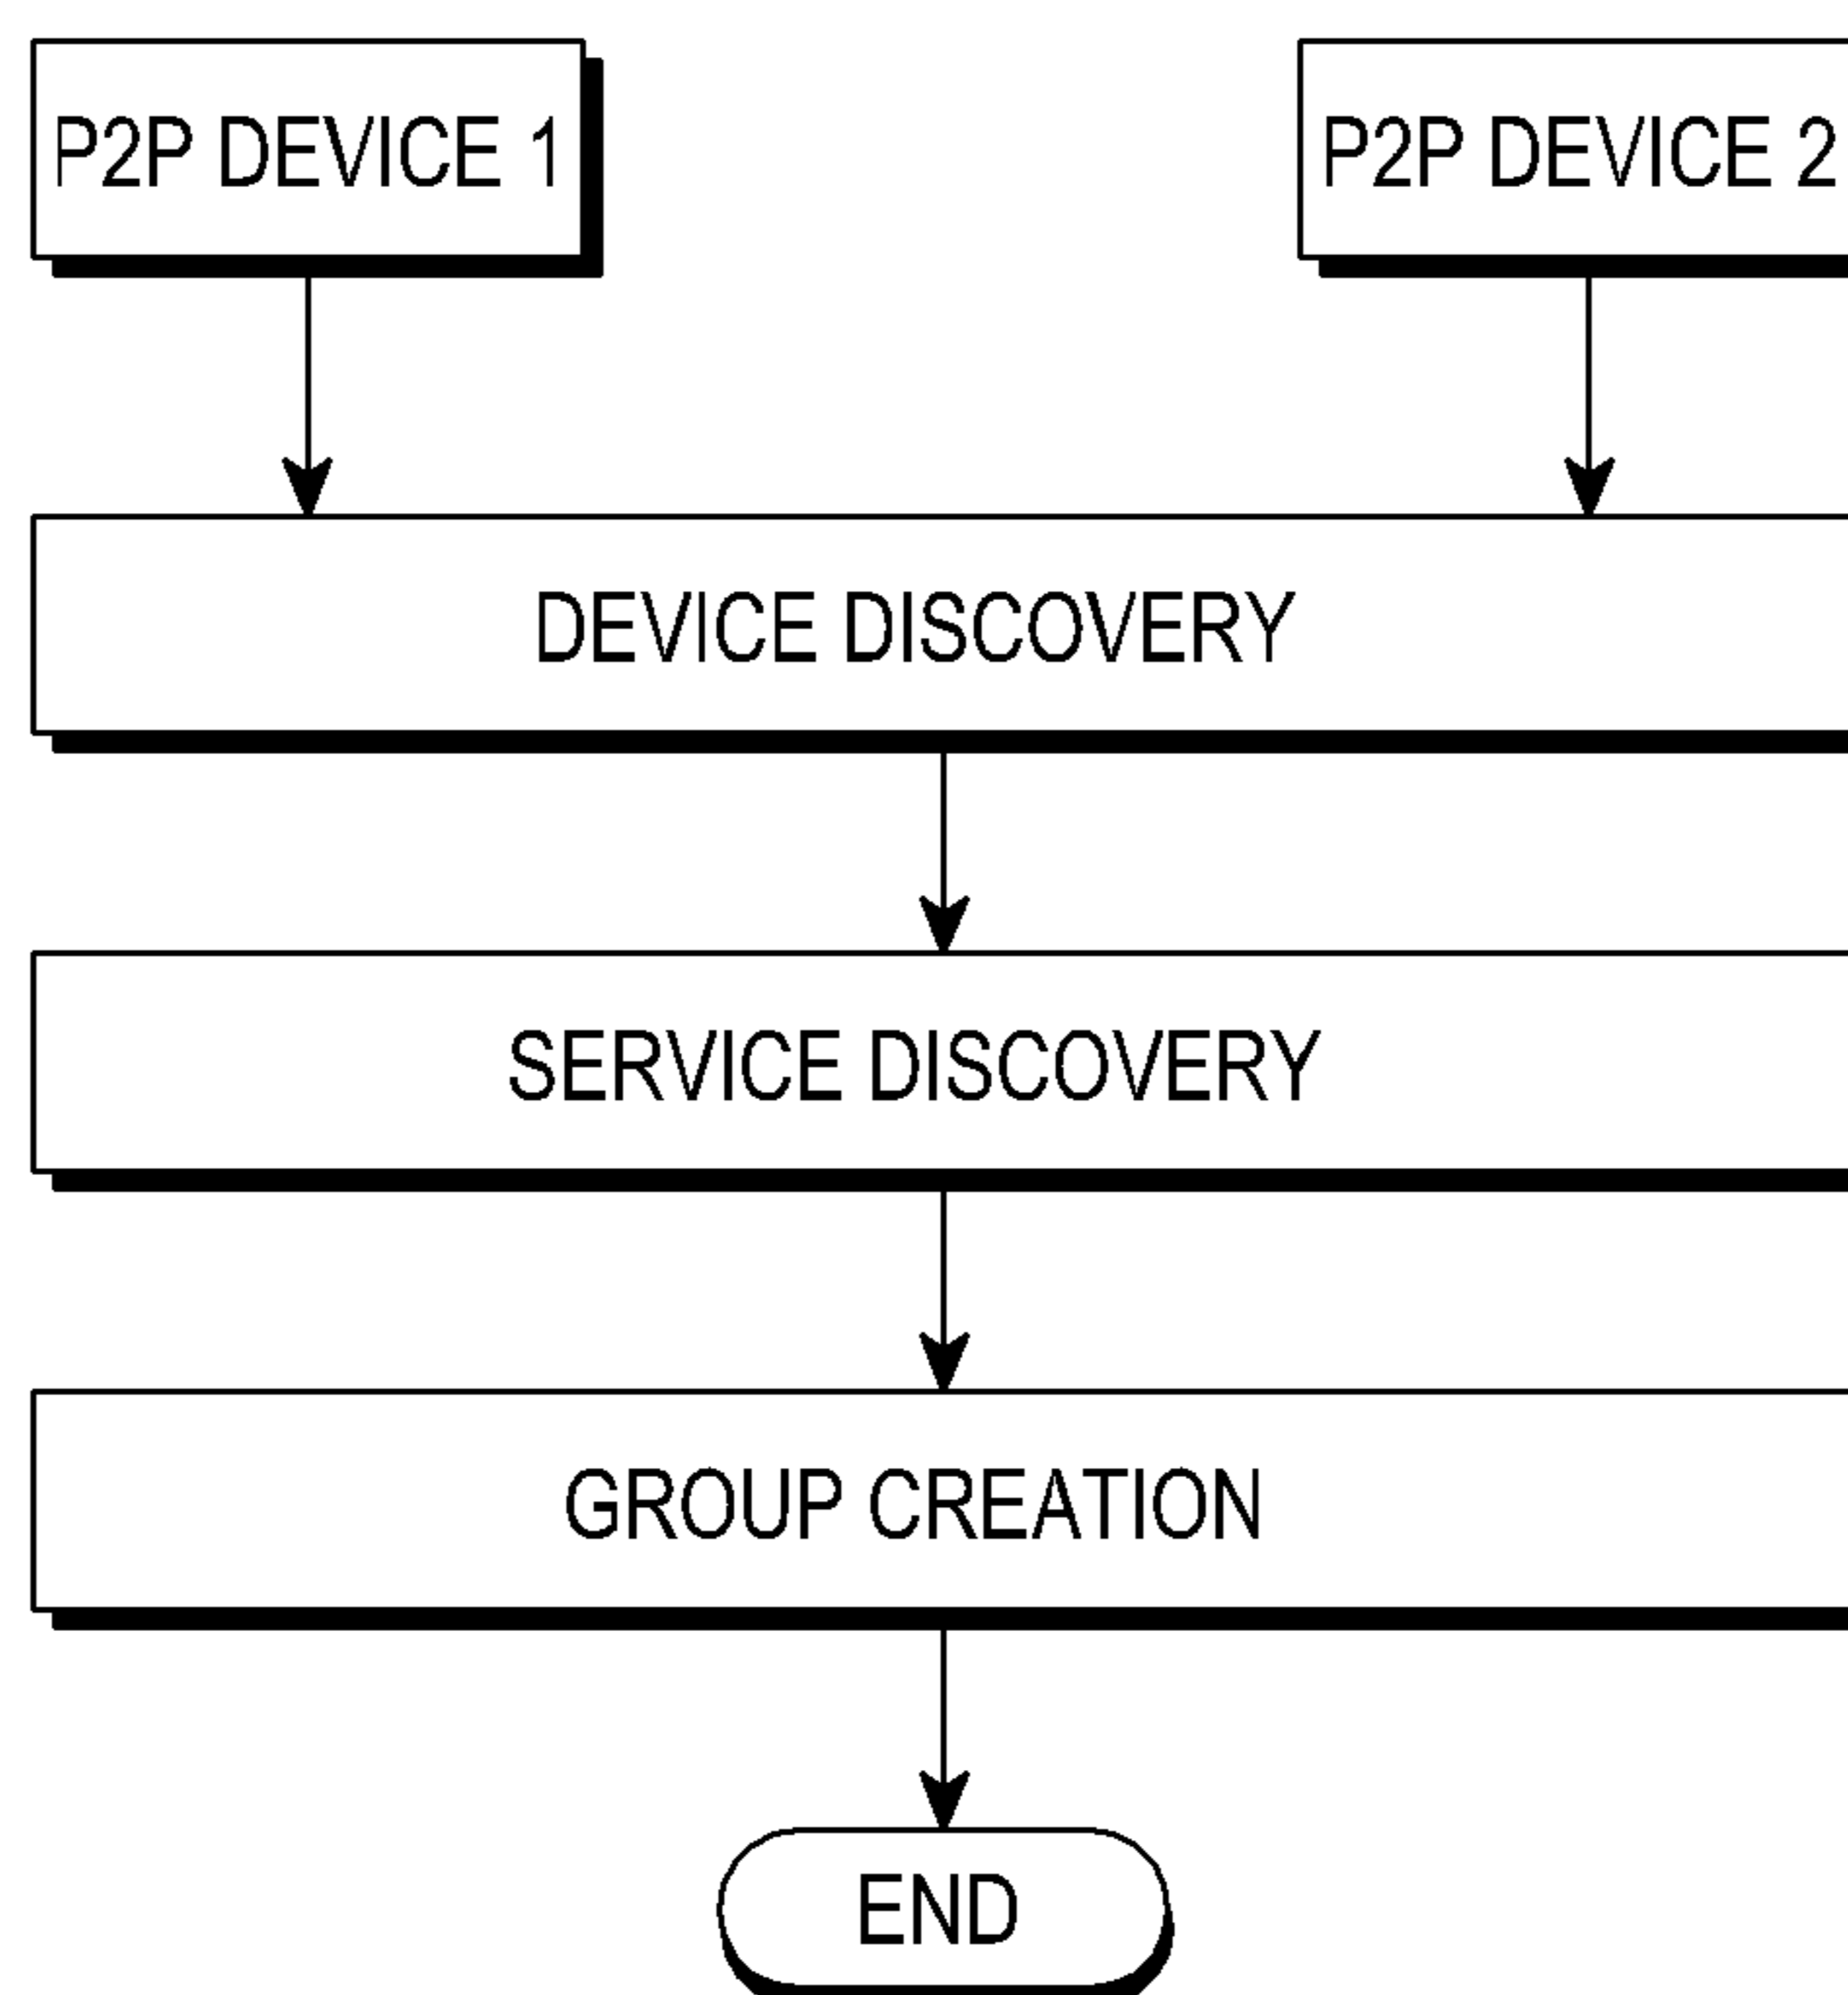 P2P DEVICE 1
P2P DEVICE 2
DEVICE DISCOVERY
SERVICE DISCOVERY
GROUP CREATION
END